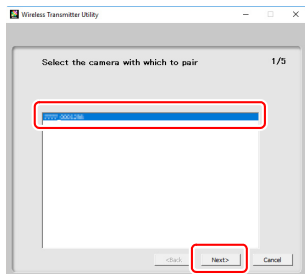 Wireless Transmitter Utility
Select the camera with which to pair 1/5
<Back Next> Cancel